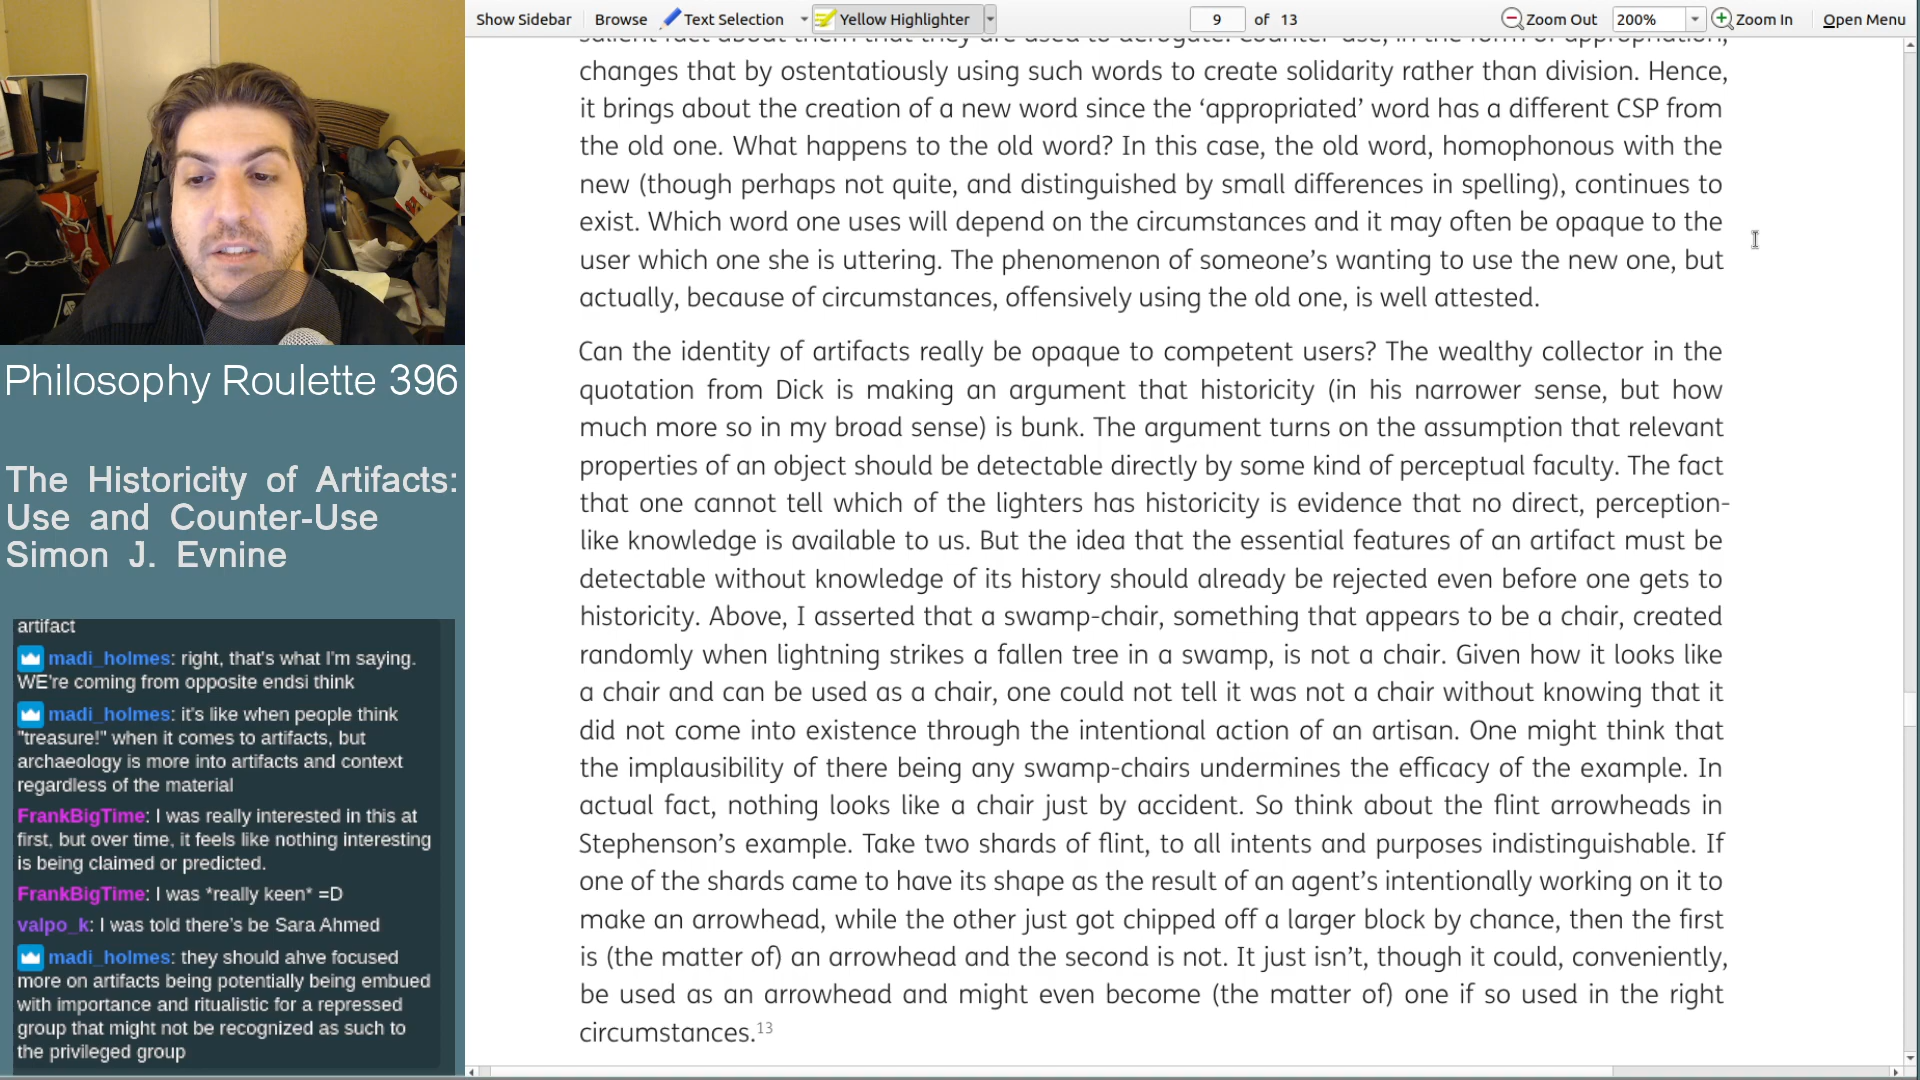 Show Sidebar Browse Text Selection Yellow Highlighter 9 of 13 Zoom Out 200% Zoom In Open Menu
salient fact about them that they are used to derogate. Counter-use, in the form of appropriation,
changes that by ostentatiously using such words to create solidarity rather than division. Hence,
it brings about the creation of a new word since the ‘appropriated’ word has a different CSP from
the old one. What happens to the old word? In this case, the old word, homophonous with the
new (though perhaps not quite, and distinguished by small differences in spelling), continues to
exist. Which word one uses will depend on the circumstances and it may often be opaque to the
user which one she is uttering. The phenomenon of someone’s wanting to use the new one, but
actually, because of circumstances, offensively using the old one, is well attested.
Can the identity of artifacts really be opaque to competent users? The wealthy collector in the
quotation from Dick is making an argument that historicity (in his narrower sense, but how
much more so in my broad sense) is bunk. The argument turns on the assumption that relevant
properties of an object should be detectable directly by some kind of perceptual faculty. The fact
that one cannot tell which of the lighters has historicity is evidence that no direct, perception-
like knowledge is available to us. But the idea that the essential features of an artifact must be
detectable without knowledge of its history should already be rejected even before one gets to
historicity. Above, I asserted that a swamp-chair, something that appears to be a chair, created
randomly when lightning strikes a fallen tree in a swamp, is not a chair. Given how it looks like
a chair and can be used as a chair, one could not tell it was not a chair without knowing that it
did not come into existence through the intentional action of an artisan. One might think that
the implausibility of there being any swamp-chairs undermines the efficacy of the example. In
actual fact, nothing looks like a chair just by accident. So think about the flint arrowheads in
Stephenson’s example. Take two shards of flint, to all intents and purposes indistinguishable. If
one of the shards came to have its shape as the result of an agent’s intentionally working on it to
make an arrowhead, while the other just got chipped off a larger block by chance, then the first
is (the matter of) an arrowhead and the second is not. It just isn’t, though it could, conveniently,
be used as an arrowhead and might even become (the matter of) one if so used in the right
circumstances.13
Philosophy Roulette 396
The Historicity of Artifacts:
Use and Counter-Use
Simon J. Evnine
artifact
madi_holmes: right, that's what I'm saying.
WE're coming from opposite endsi think
madi_holmes: it's like when people think
"treasure!" when it comes to artifacts, but
archaeology is more into artifacts and context
regardless of the material
FrankBigTime: I was really interested in this at
first, but over time, it feels like nothing interesting
is being claimed or predicted.
FrankBigTime: I was *really keen* =D
valpo_k: I was told there's be Sara Ahmed
madi_holmes: they should ahve focused
more on artifacts being potentially being embued
with importance and ritualistic for a repressed
group that might not be recognized as such to
the privileged group